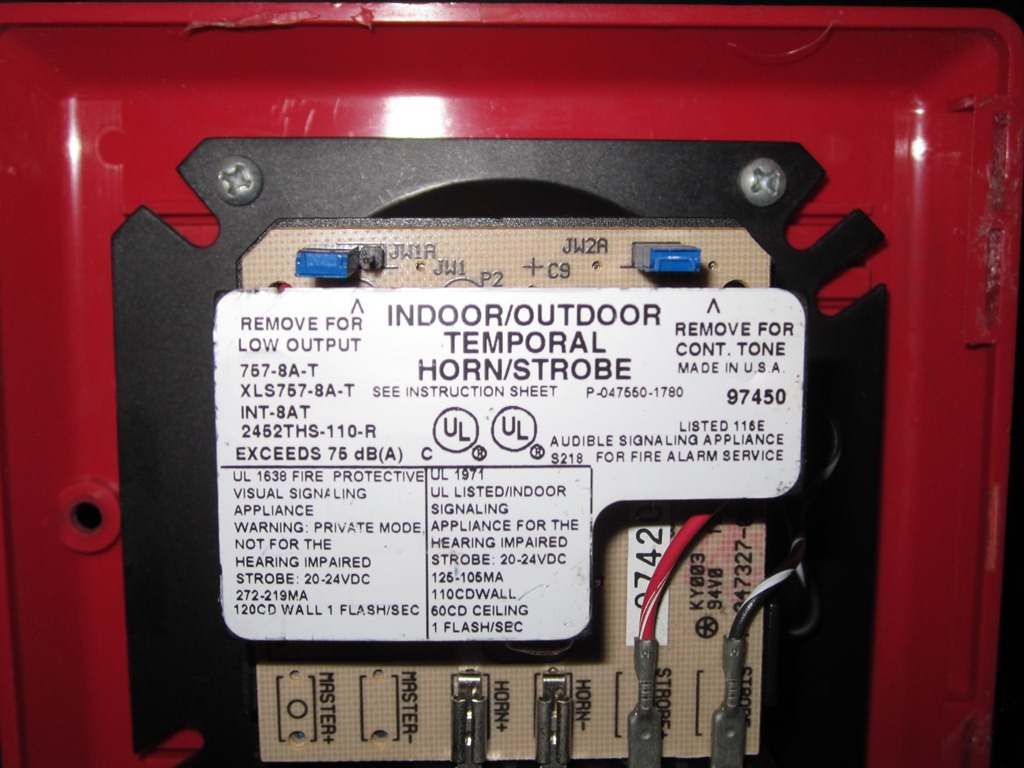 JW1A
JW1
P2
+C9
JW2A
^
REMOVE FOR
LOW OUTPUT
INDOOR/OUTDOOR
TEMPORAL
HORN/STROBE
^
REMOVE FOR
CONT. TONE
MADE IN U.S.A.
757-8A-T
XLS757-8A-T
INT-8AT
2452THS-110-R
EXCEEDS 75 dB(A)
SEE INSTRUCTION SHEET P-047550-1780
97450
C UL ® UL ®
LISTED 116E
AUDIBLE SIGNALING APPLIANCE
S218 FOR FIRE ALARM SERVICE
UL 1638 FIRE PROTECTIVE
VISUAL SIGNALING
APPLIANCE
WARNING: PRIVATE MODE,
NOT FOR THE
HEARING IMPAIRED
STROBE: 20-24VDC
272-219MA
120CD WALL 1 FLASH/SEC
UL 1971
UL LISTED/INDOOR
SIGNALING
APPLIANCE FOR THE
HEARING IMPAIRED
STROBE: 20-24VDC
125-105MA
110CDWALL
60CD CEILING
1 FLASH/SEC
KY003
94V0
MASTER+
MASTER-
HORN+
HORN-
STROBE+